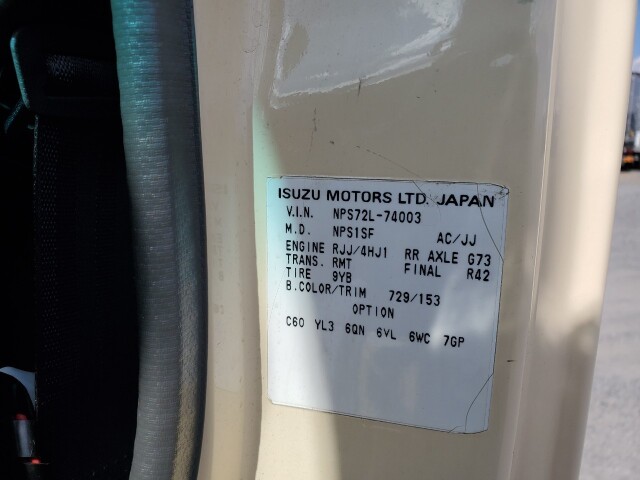 ISUZU MOTORS LTD. JAPAN
V.I.N. NPS72L-74003
M.D. NPS1SF AC/JJ
ENGINE RJJ/4HJ1 RR AXLE G73
TRANS. RMT FINAL R42
TIRE 9YB
B.COLOR/TRIM 729/153
OPTION
C60 YL3 6QN 6VL 6WC 7GP